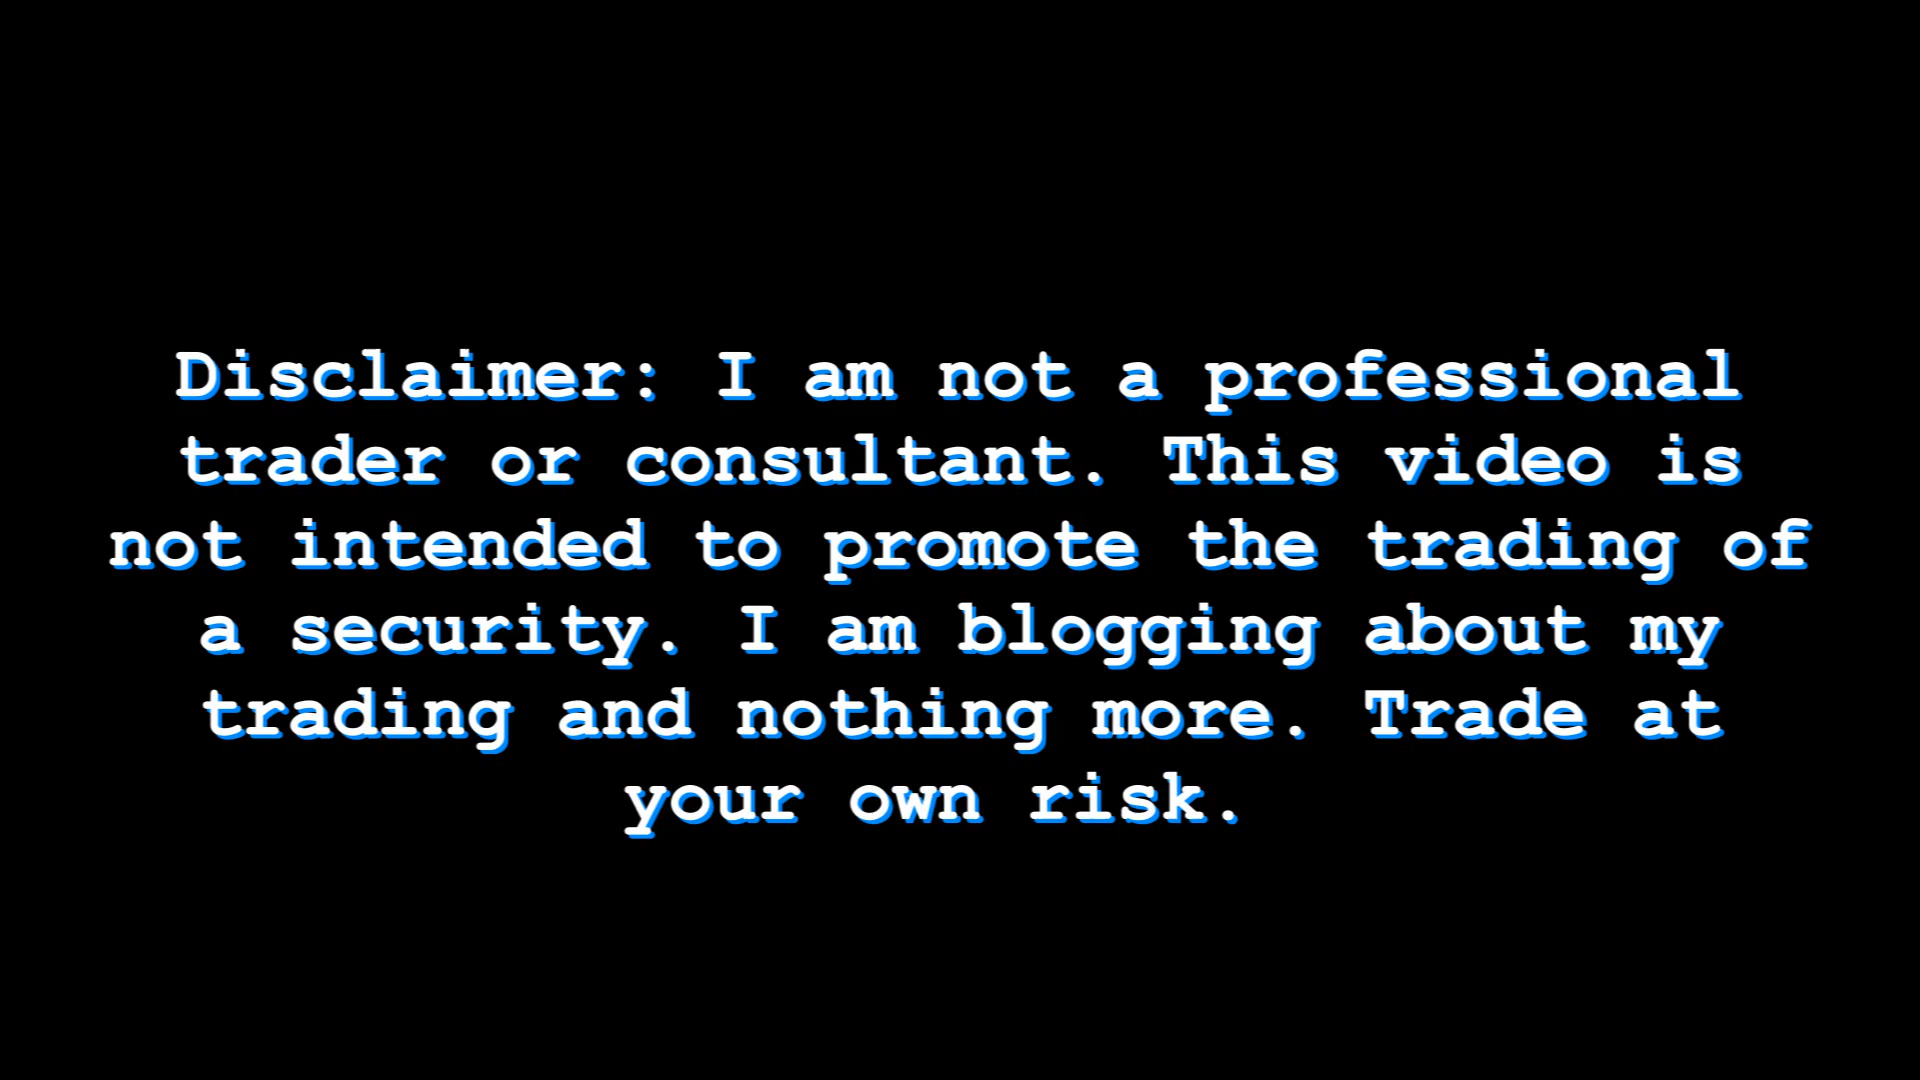 Disclaimer: I am not a professional
trader or consultant. This video is
not intended to promote the trading of
a security. I am blogging about my
trading and nothing more. Trade at
your own risk.